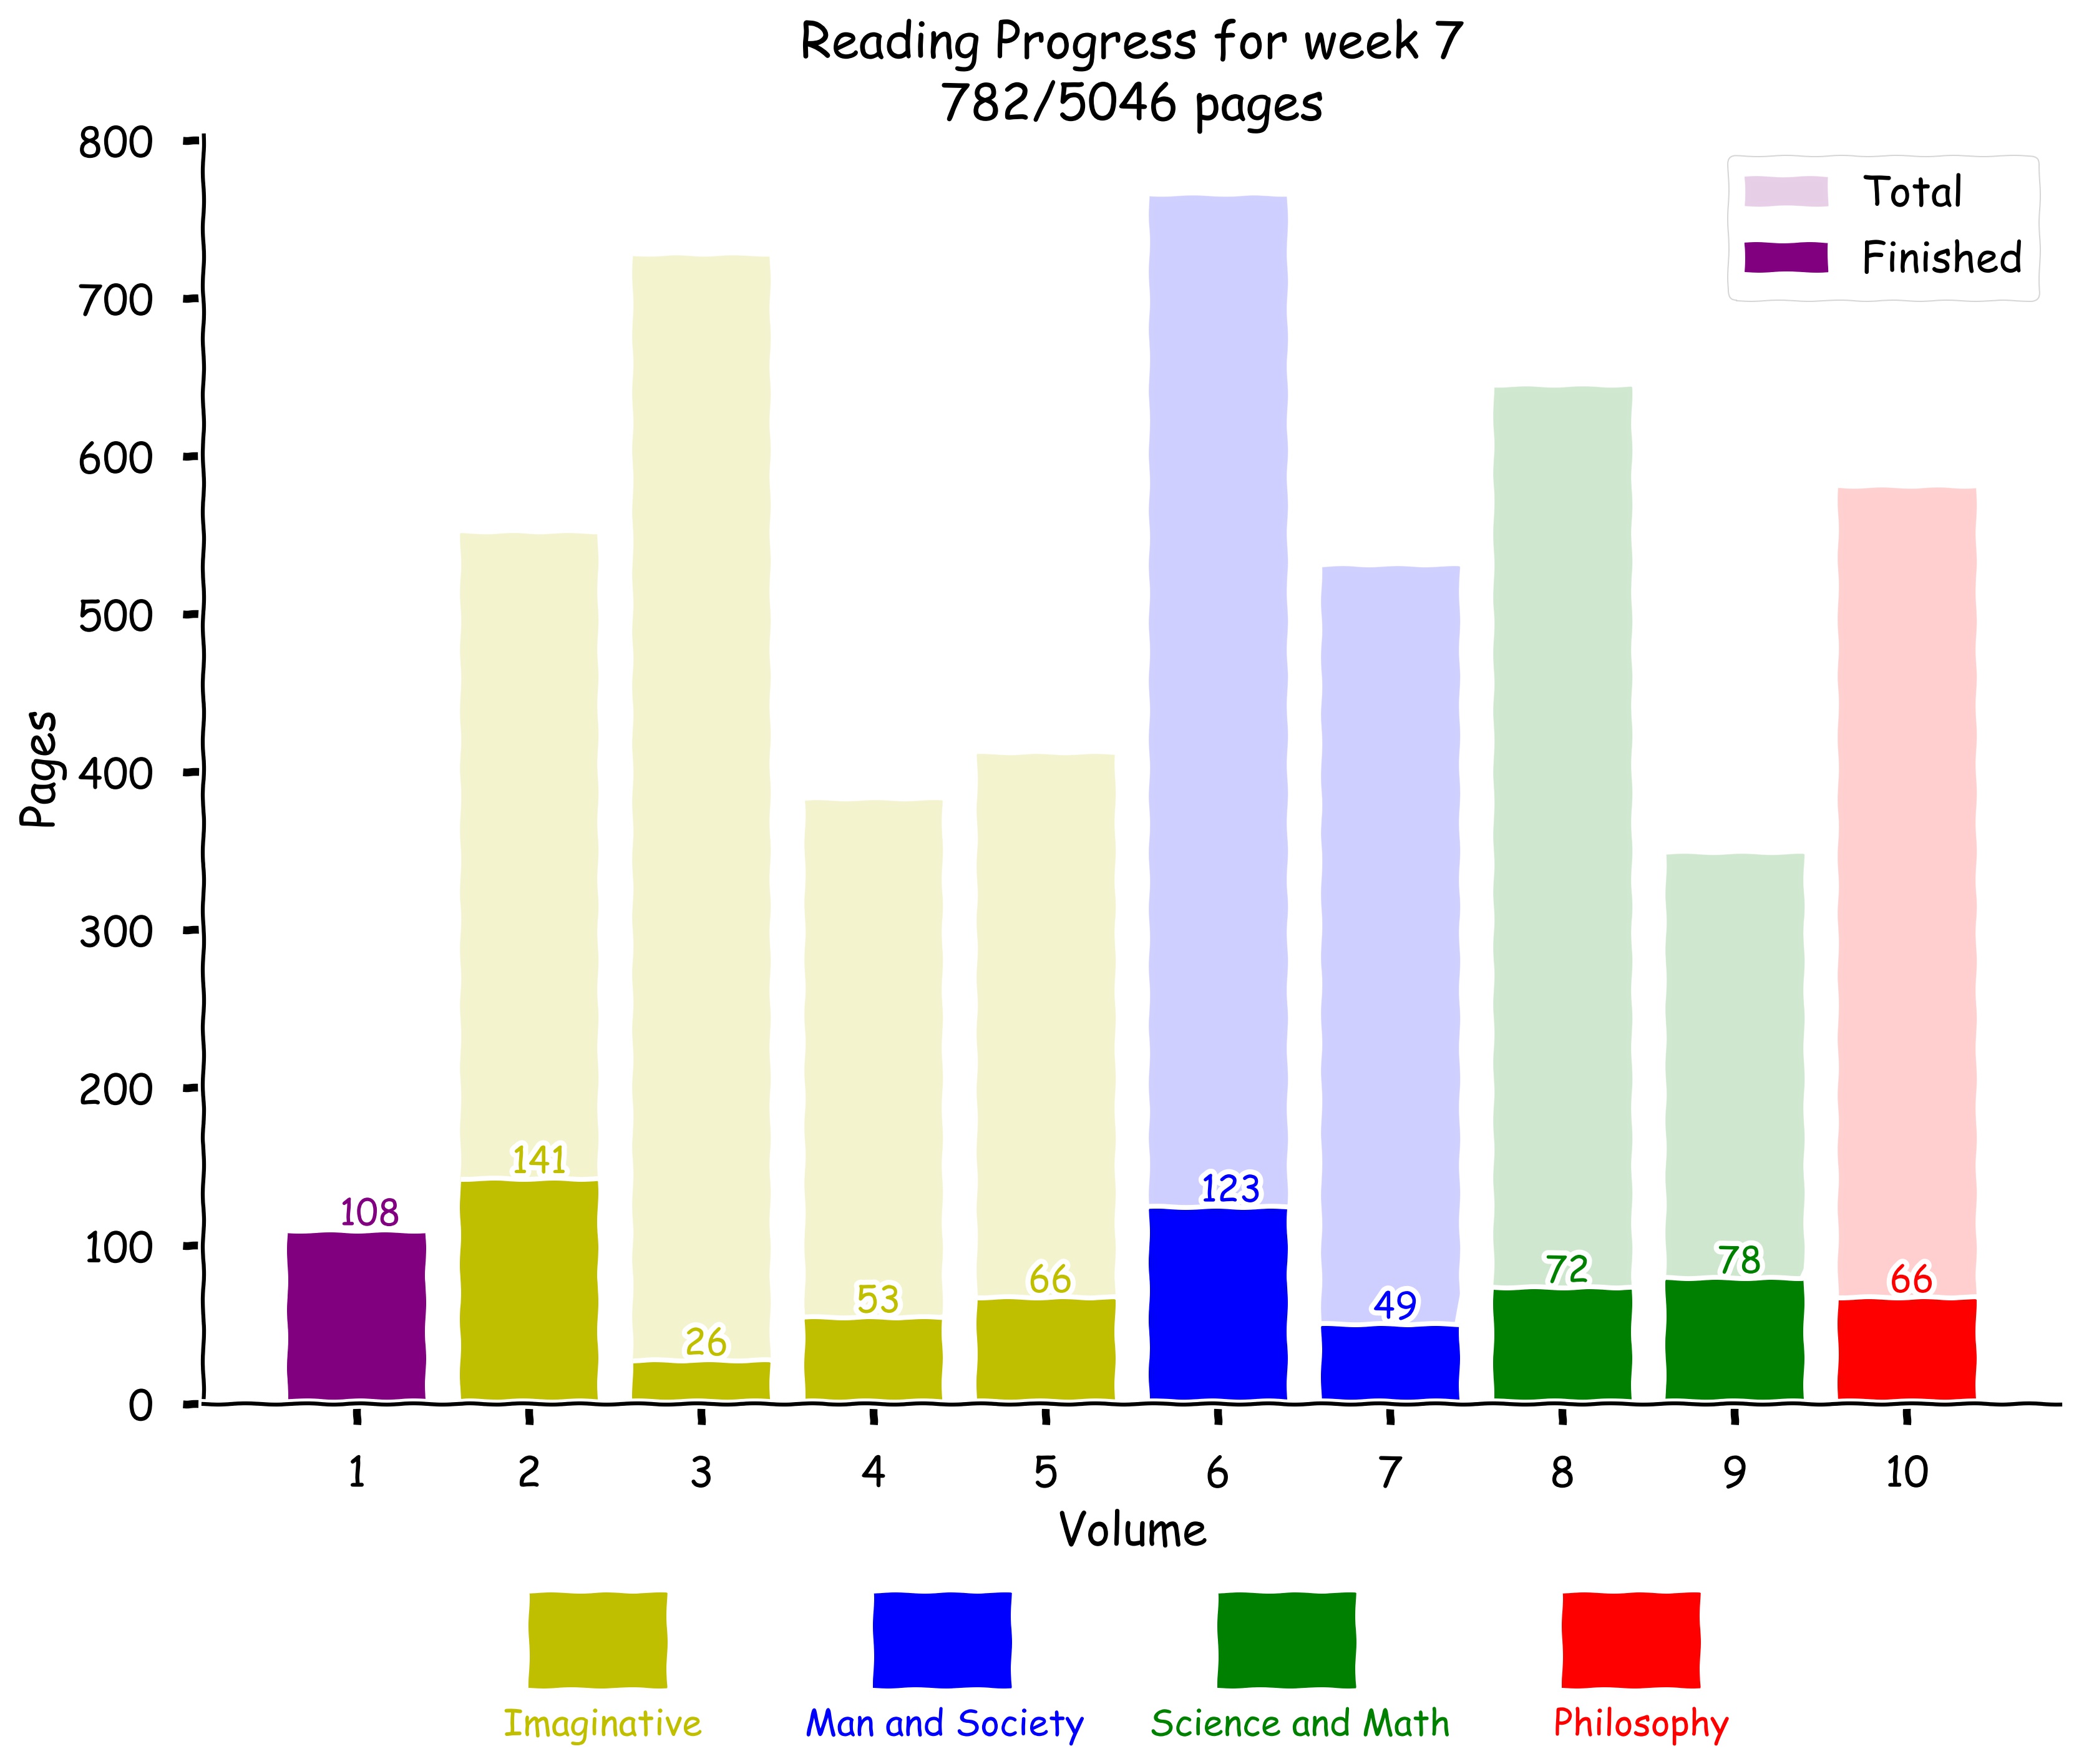 Reading Progress for week 7
782/5046 pages
Total
Finished
Pages
800
700
600
500
400
300
200
100
0
108
141
26
53
66
123
49
72
78
66
1 2 3 4 5 6 7 8 9 10
Volume
Imaginative
Man and Society
Science and Math
Philosophy